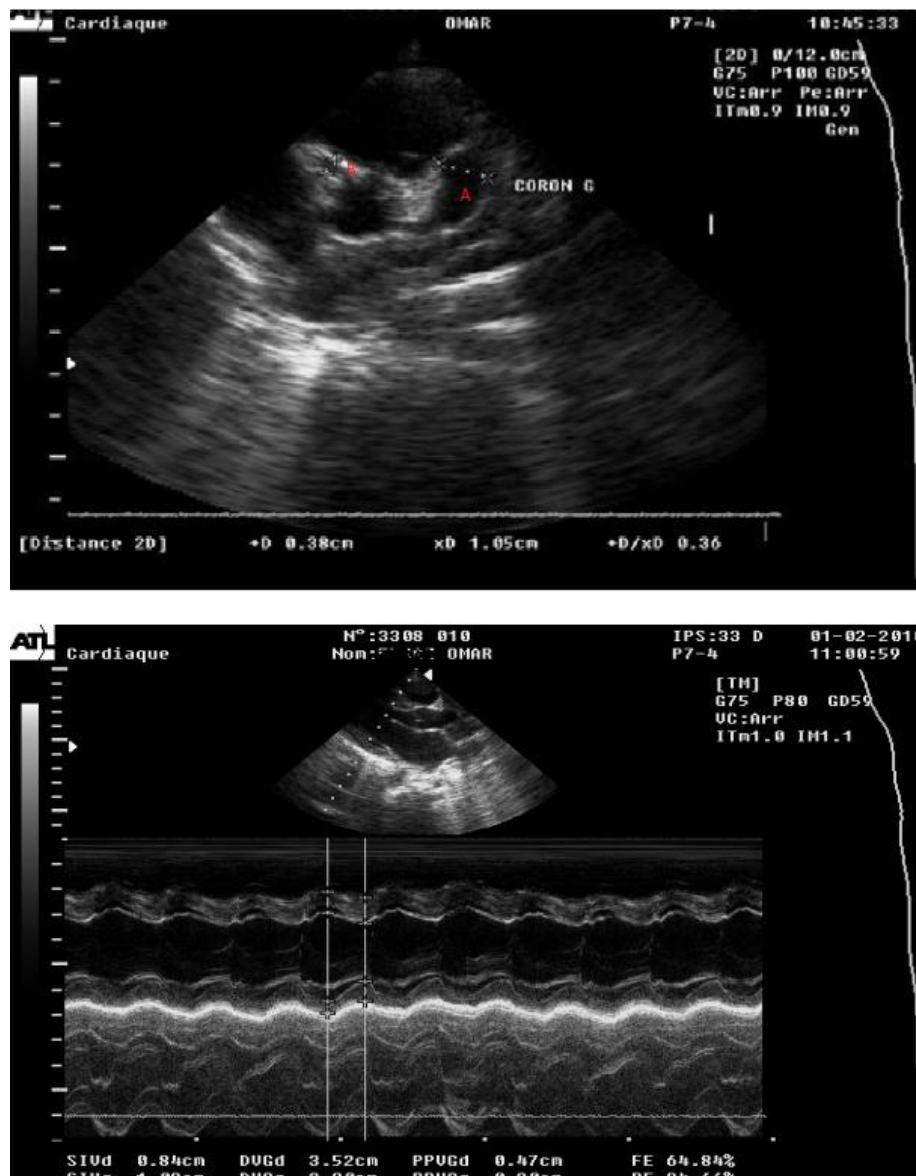 Cardiaque OMAR P7-4 10:45:33
[2D] 0/12.0cm
G75 P100 GD59
VC:Arr Pe:Arr
ITm0.9 IM0.9
Gen
B
A
CORON G
[Distance 2D] +D 0.38cm xD 1.05cm +D/xD 0.36
ATL N°:3308 010 IPS:33 D 01-02-201
Cardiaque Nom: OMAR P7-4 11:00:59
[TM]
G75 P80 GD59
VC:Arr
ITm1.0 IM1.1
SIVd 0.84cm DVGd 3.52cm PPVGd 0.47cm FE 64.84%